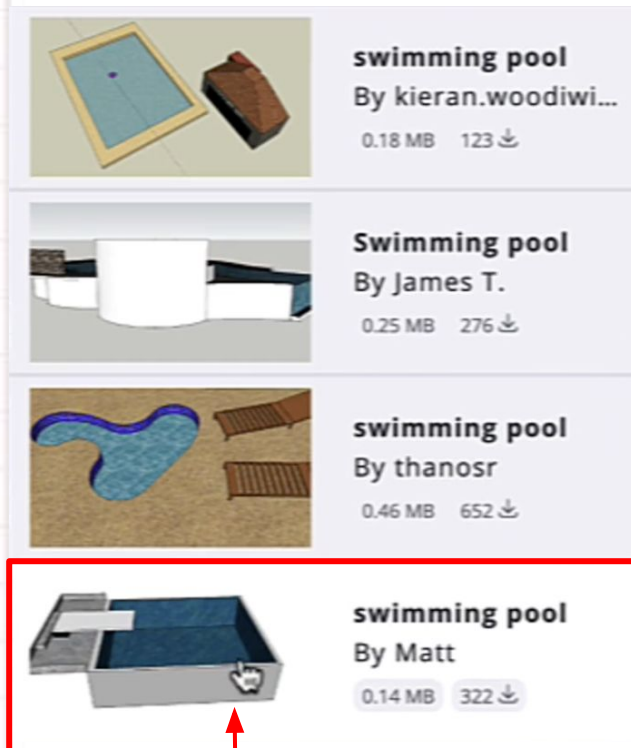 swimming pool
By kieran.woodiwi...
0.18 MB 123
Swimming pool
By James T.
0.25 MB 276
swimming pool
By thanosr
0.46 MB 652
swimming pool
By Matt
0.14 MB 322